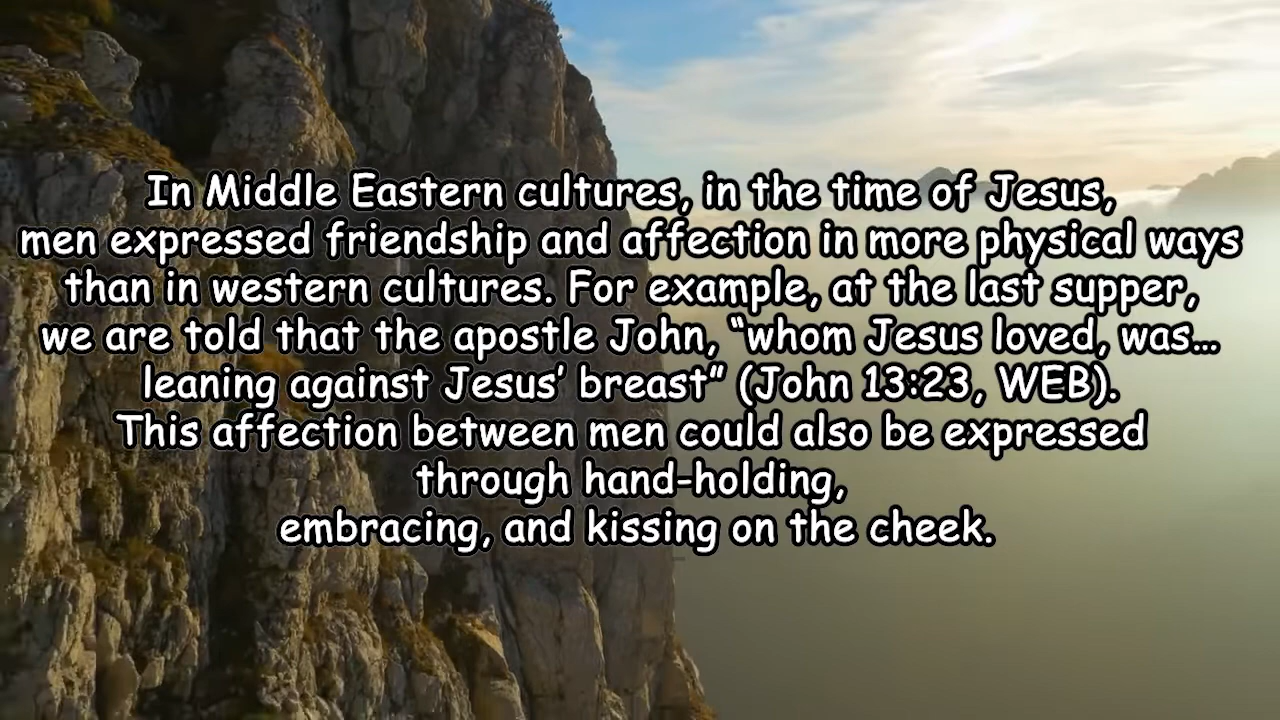 In Middle Eastern cultures, in the time of Jesus,
men expressed friendship and affection in more physical ways
than in western cultures. For example, at the last supper,
we are told that the apostle John, “whom Jesus loved, was…
leaning against Jesus’ breast” (John 13:23, WEB).
This affection between men could also be expressed
through hand-holding,
embracing, and kissing on the cheek.